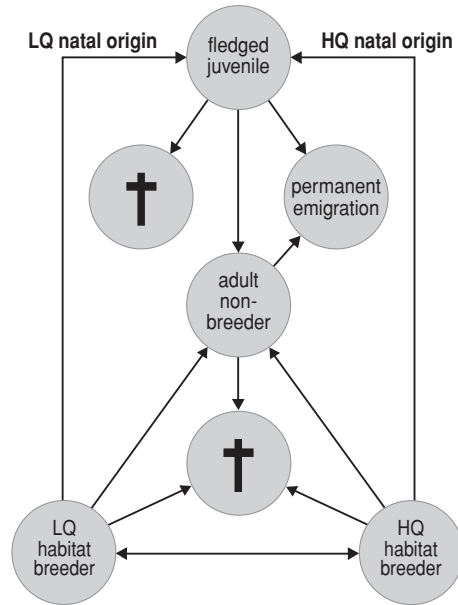 LQ natal origin
HQ natal origin
fledged
juvenile
permanent
emigration
adult
non-
breeder
LQ
habitat
breeder
HQ
habitat
breeder